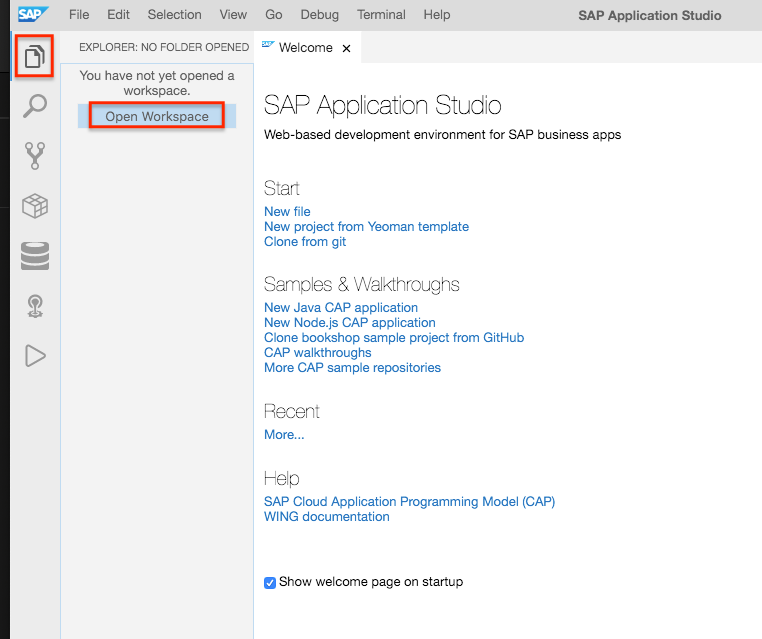 SAP File Edit Selection View Go Debug Terminal Help SAP Application Studio
EXPLORER: NO FOLDER OPENED
SAP Welcome ×
You have not yet opened a
workspace.
Open Workspace
SAP Application Studio
Web-based development environment for SAP business apps
Start
New file
New project from Yeoman template
Clone from git
Samples & Walkthroughs
New Java CAP application
New Node.js CAP application
Clone bookshop sample project from GitHub
CAP walkthroughs
More CAP sample repositories
Recent
More...
Help
SAP Cloud Application Programming Model (CAP)
WING documentation
Show welcome page on startup